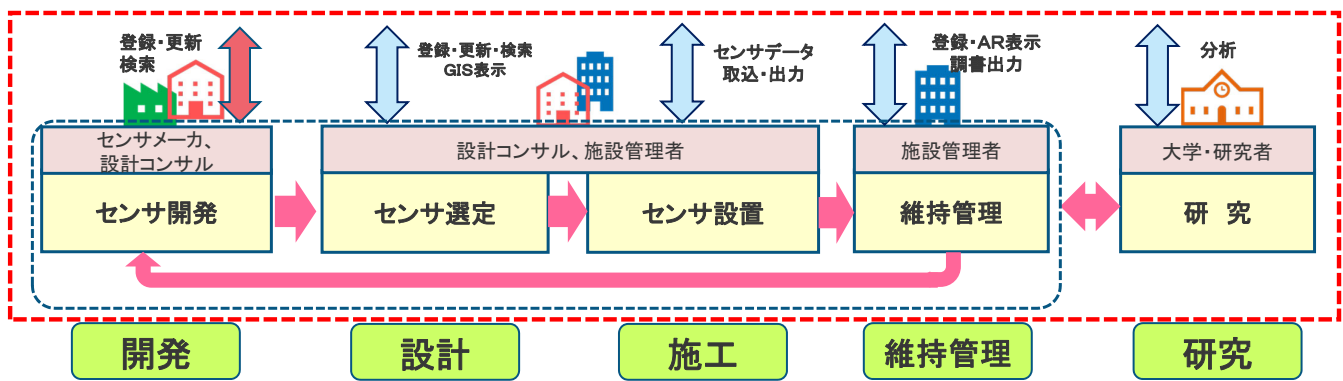 登録・更新
検索
登録・更新・検索
GIS表示
センサデータ
取込・出力
登録・AR表示
調書出力
分析
センサメーカ、
設計コンサル
設計コンサル、施設管理者
施設管理者
大学・研究者
センサ開発
センサ選定
センサ設置
維持管理
研 究
開発
設計
施工
維持管理
研究